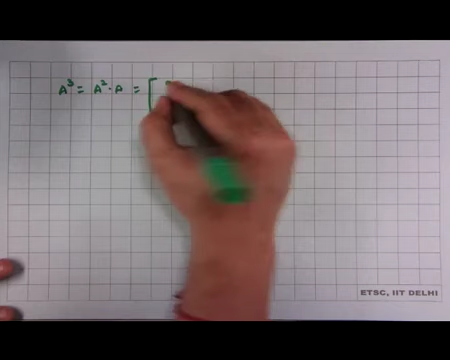 A³ = A² · A = [
ETSC, IIT DELHI